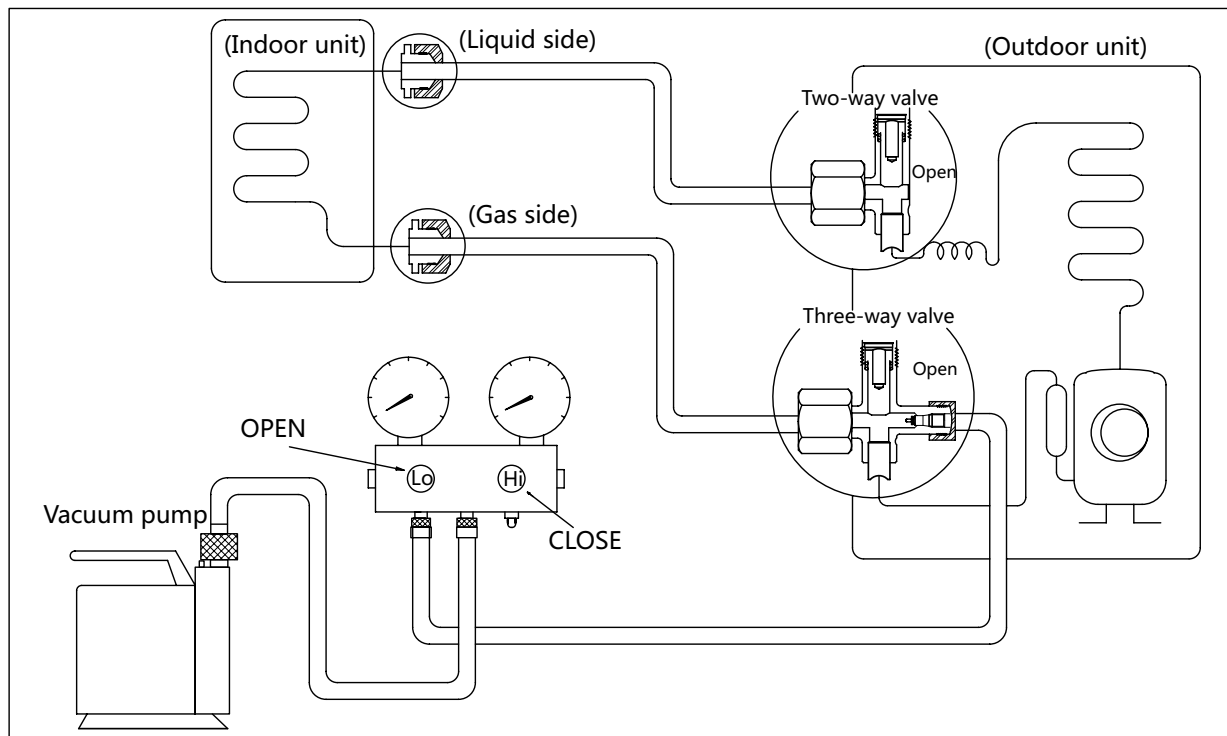 (Indoor unit)
(Liquid side)
(Outdoor unit)
Two-way valve
Open
(Gas side)
Three-way valve
Open
OPEN
Lo
Hi
Vacuum pump
CLOSE